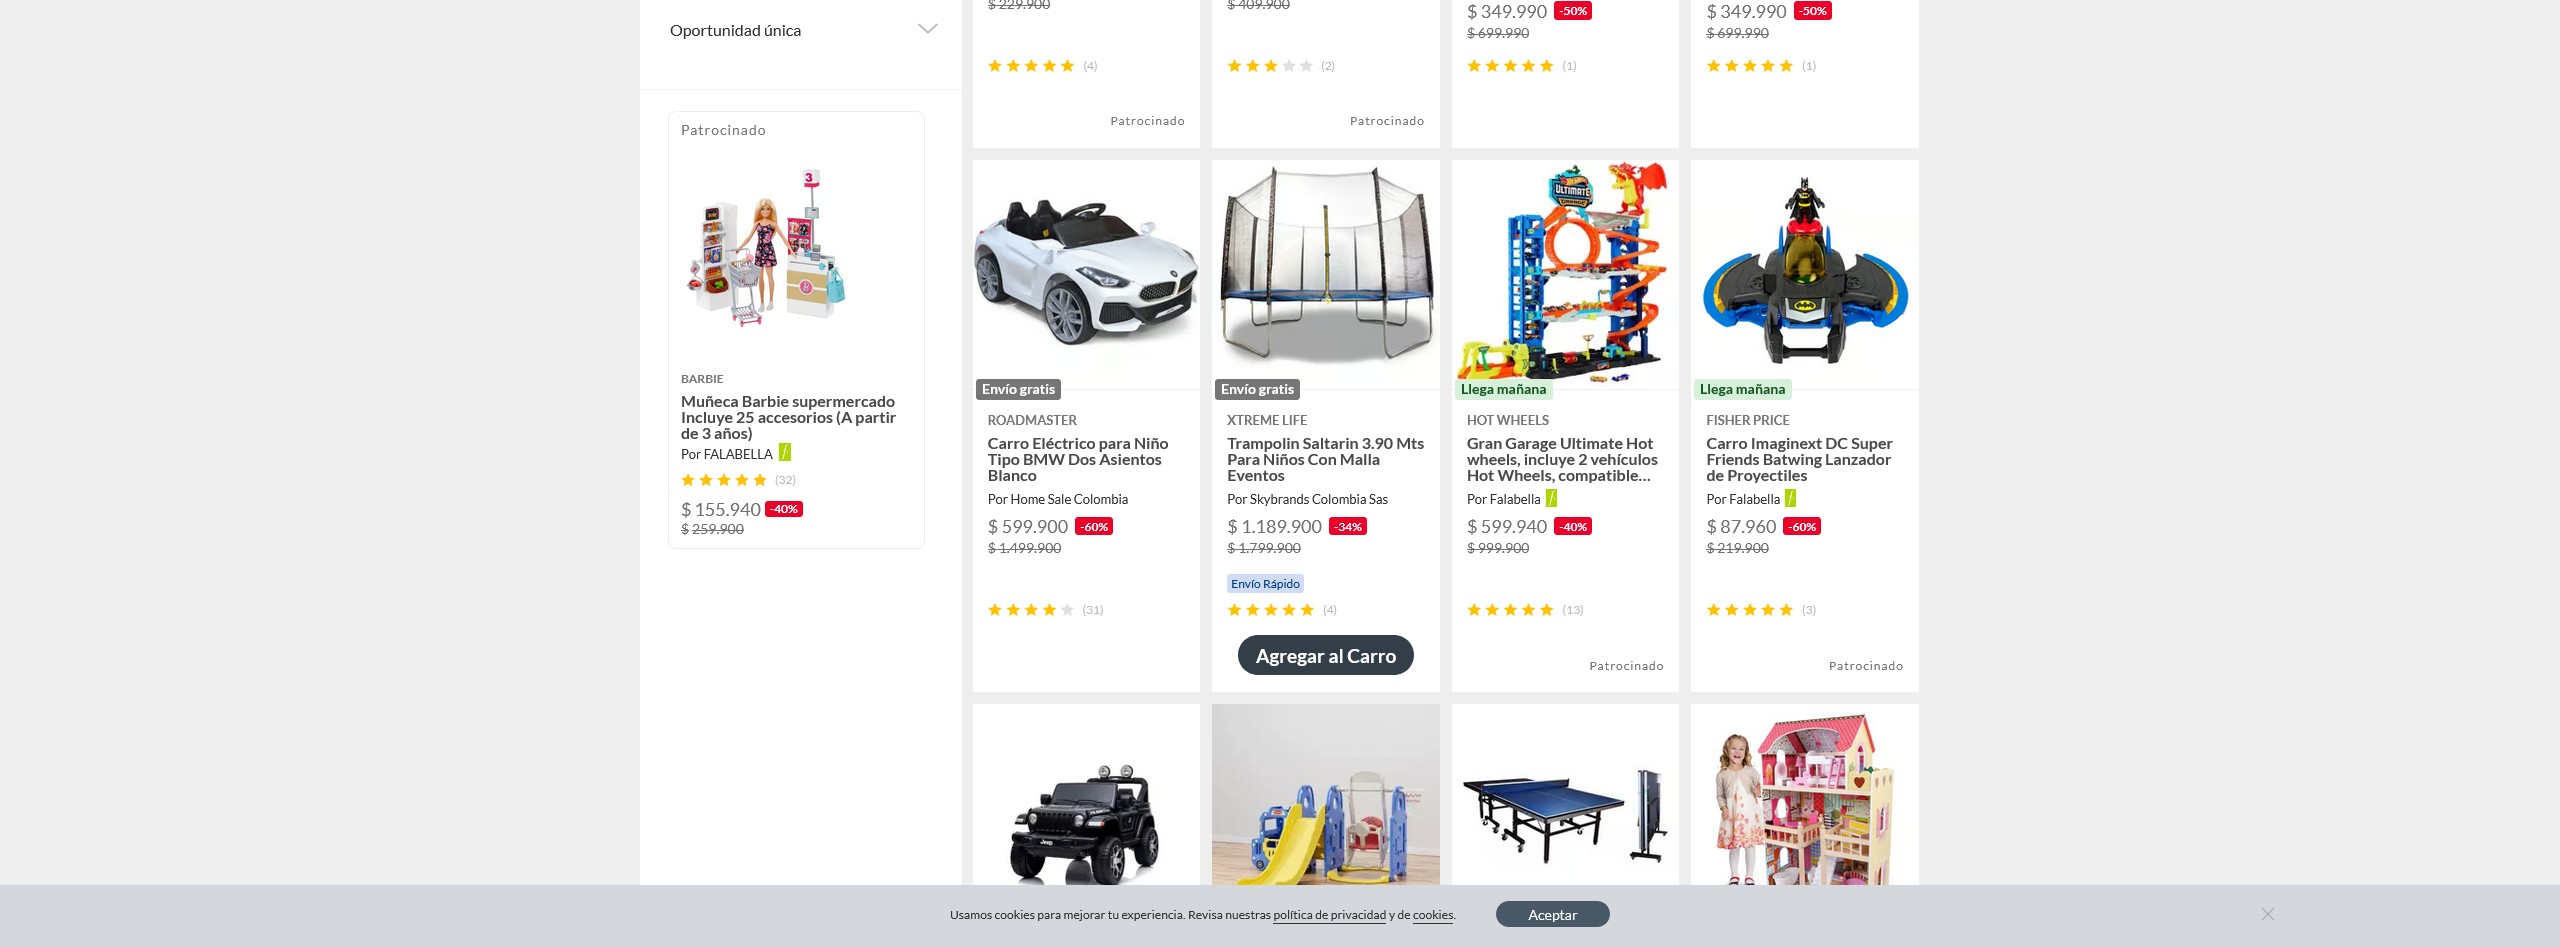 Oportunidad única
Patrocinado
3
BARBIE
Muñeca Barbie supermercado
Incluye 25 accesorios (A partir
de 3 años)
Por FALABELLA
(32)
$ 155.940 -40%
$ 259.900
$ 229.900
(4)
Patrocinado
$ 409.900
(2)
Patrocinado
$ 349.990 -50%
$ 699.990
(1)
$ 349.990 -50%
$ 699.990
(1)
Envío gratis
ROADMASTER
Carro Eléctrico para Niño
Tipo BMW Dos Asientos
Blanco
Por Home Sale Colombia
$ 599.900 -60%
$ 1.499.900
(31)
Envío gratis
XTREME LIFE
Trampolin Saltarin 3.90 Mts
Para Niños Con Malla
Eventos
Por Skybrands Colombia Sas
$ 1.189.900 -34%
$ 1.799.900
Envío Rápido
(4)
Agregar al Carro
ULTIMATE
GARAGE
Llega mañana
HOT WHEELS
Gran Garage Ultimate Hot
wheels, incluye 2 vehículos
Hot Wheels, compatible...
Por Falabella
$ 599.940 -40%
$ 999.900
(13)
Patrocinado
Llega mañana
FISHER PRICE
Carro Imaginext DC Super
Friends Batwing Lanzador
de Proyectiles
Por Falabella
$ 87.960 -60%
$ 219.900
(3)
Patrocinado
Jeep
Usamos cookies para mejorar tu experiencia. Revisa nuestras política de privacidad y de cookies.
Aceptar